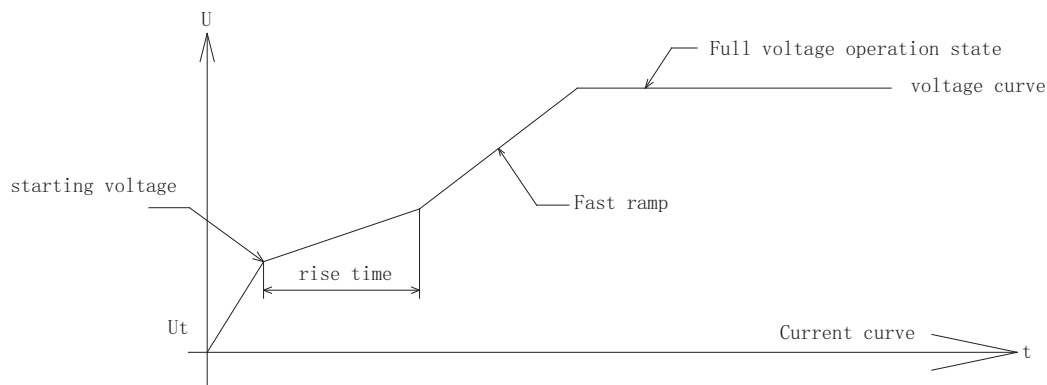 U
Full voltage operation state
voltage curve
starting voltage
Fast ramp
rise time
Ut
Current curve
t